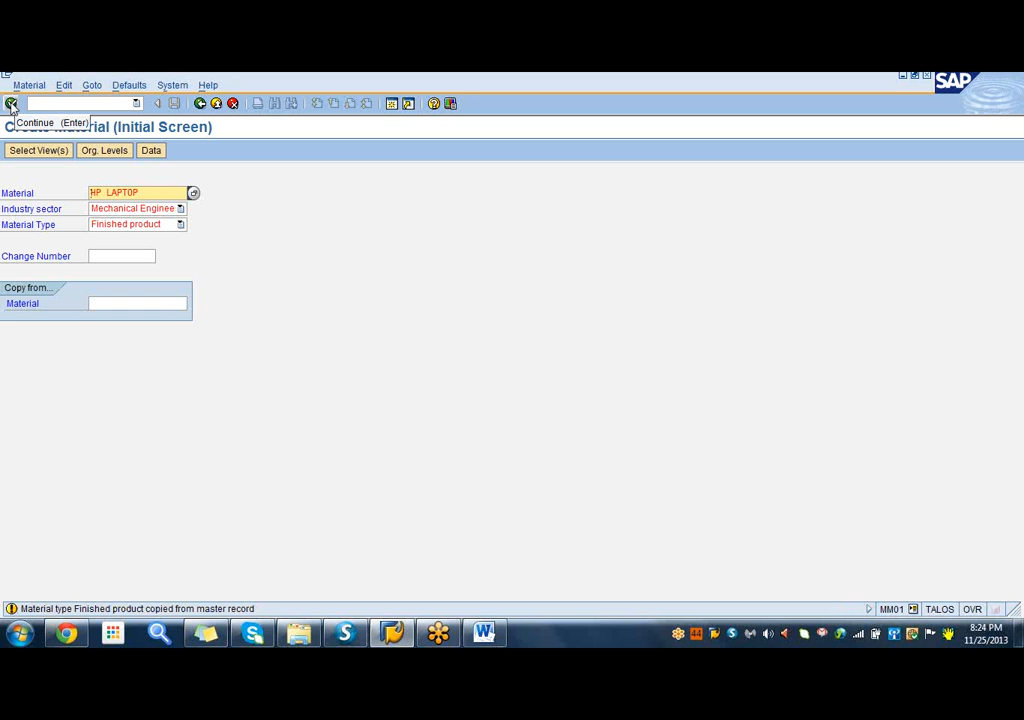 Material Edit Goto Defaults System Help
SAP
Continue (Enter)
Create Material (Initial Screen)
Select View(s) Org. Levels Data
Material HP LAPTOP
Industry sector Mechanical Enginee
Material Type Finished product
Change Number
Copy from...
Material
Material type Finished product copied from master record MM01 TALOS OVR
44
8:24 PM
11/25/2013